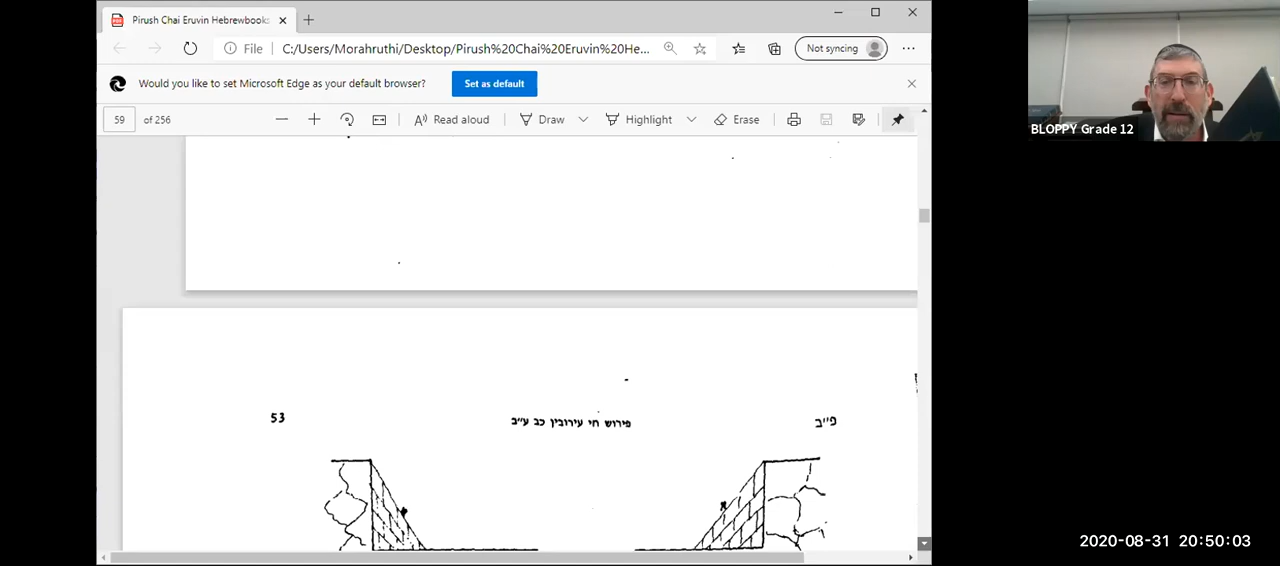 Pirush Chai Eruvin Hebrewbooks
File
C:/Users/Morahruthi/Desktop/Pirush%20Chai%20Eruvin%20He...
Not syncing
Would you like to set Microsoft Edge as your default browser?
Set as default
59 of 256
Read aloud
Draw
Highlight
Erase
53
פירוש חי עירובין כב ע״ב
פ״ב
BLOPPY Grade 12
2020-08-31 20:50:03